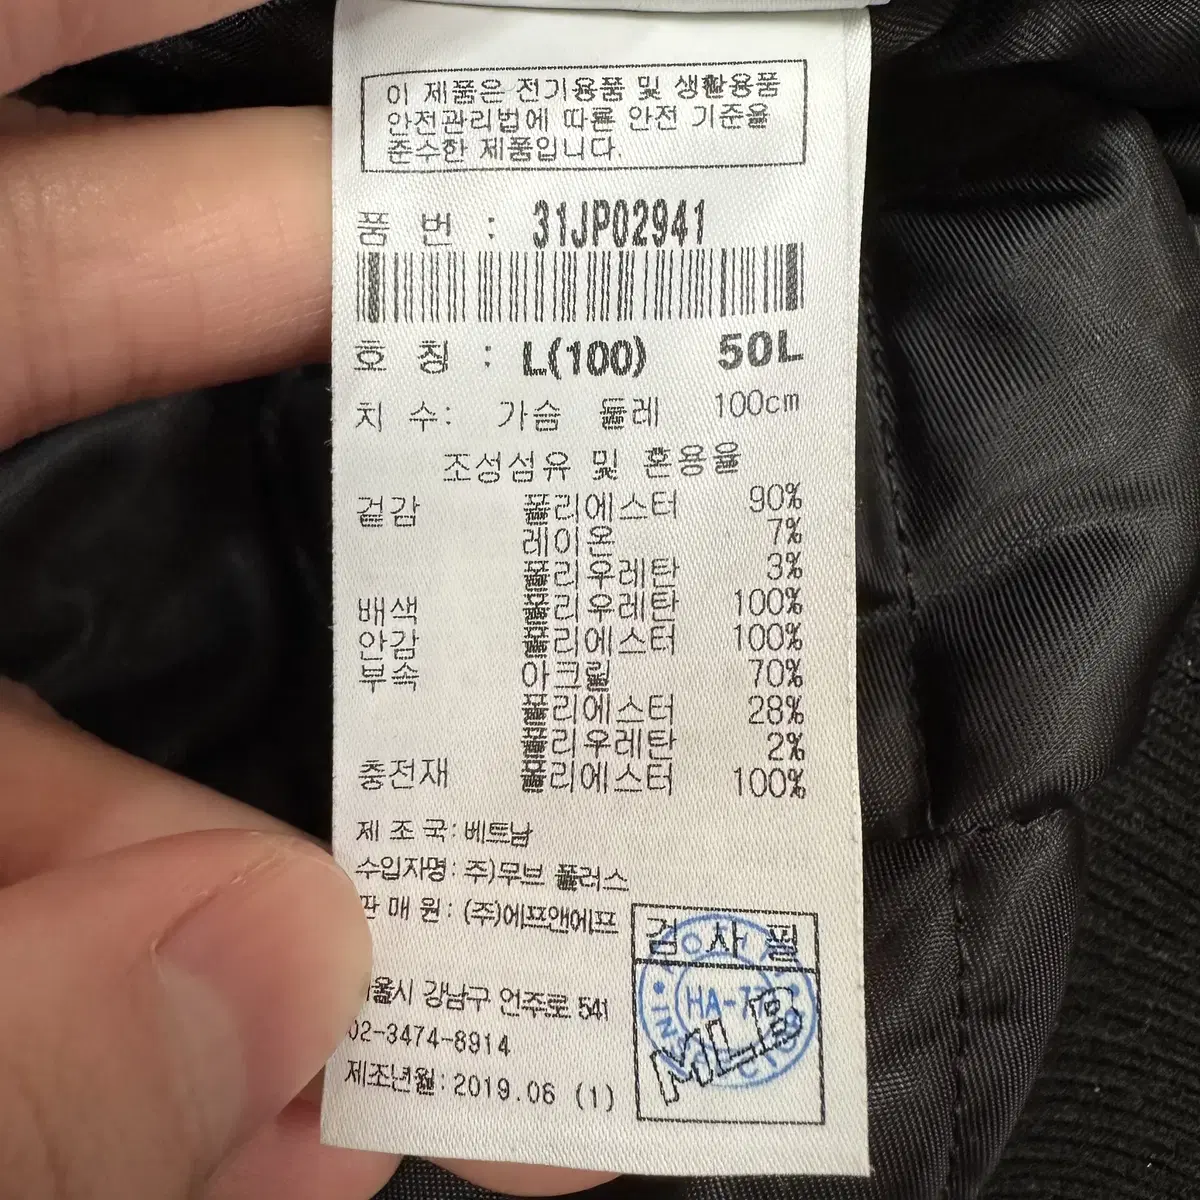 이 제품은 전기용품 및 생활용품
안전관리법에 따른 안전 기준을
준수한 제품입니다.
품 번 : 31JP02941
호 칭 : L(100) 50L
치 수: 가슴 둘레 100cm
조성섬유 및 혼용율
겉감 폴리에스터 90%
레이온 7%
폴리우레탄 3%
배색 폴리우레탄 100%
안감 폴리에스터 100%
부속 아크릴 70%
폴리에스터 28%
폴리우레탄 2%
충전재 폴리에스터 100%
제 조 국: 베트남
수입자명: 주)무브 플러스
판 매 원: (주)에프앤에프
서울시 강남구 언주로 541
02-3474-8914
제조년월: 2019.06 (1)
검 사 필
MLB